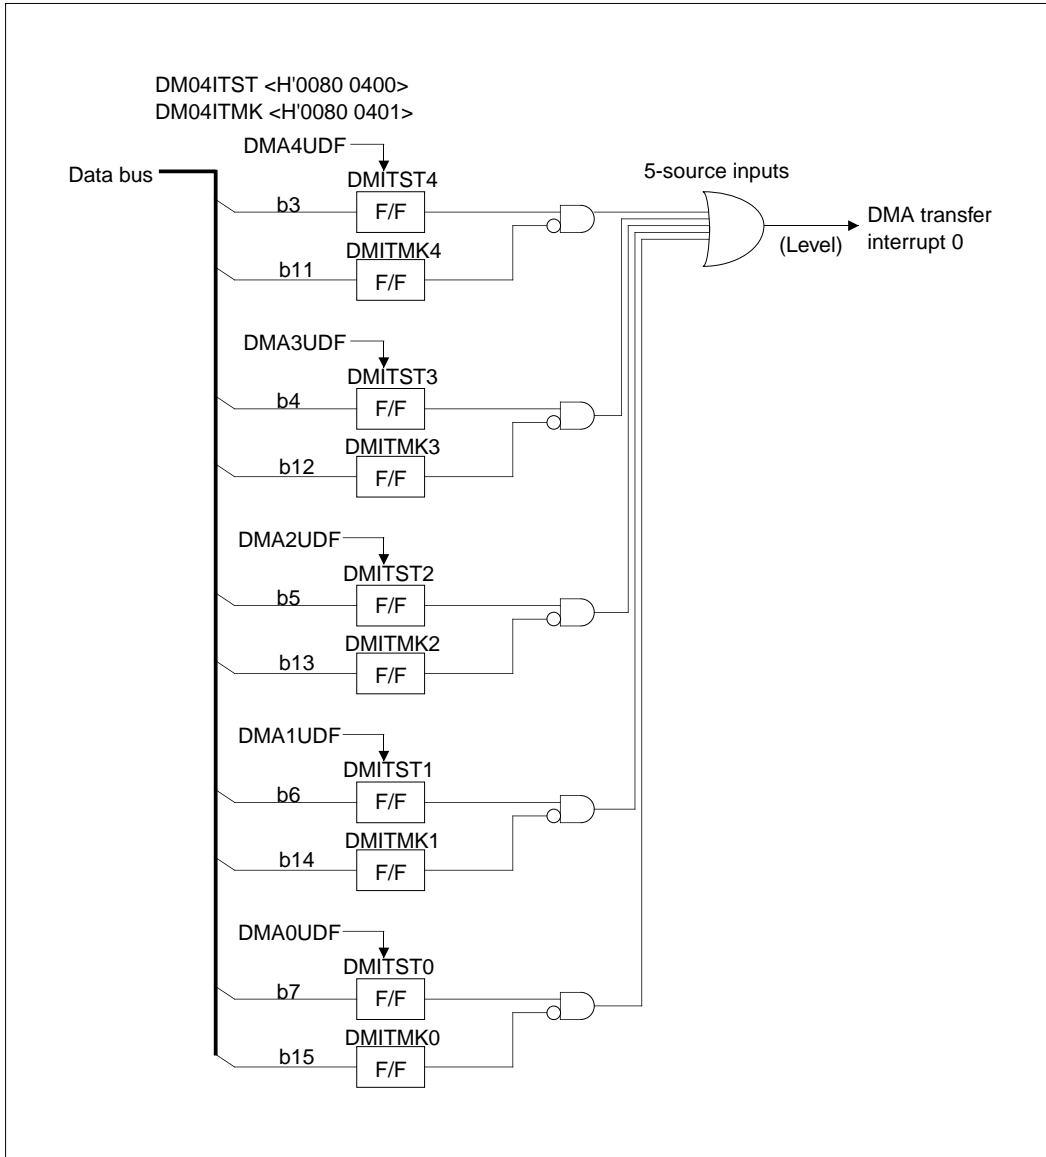 DM04ITST <H'0080 0400>
DM04ITMK <H'0080 0401>
DMA4UDF
Data bus
DMITST4
5-source inputs
b3
F/F
DMA transfer
interrupt 0
(Level)
DMITMK4
b11
F/F
DMA3UDF
DMITST3
b4
F/F
DMITMK3
b12
F/F
DMA2UDF
DMITST2
b5
F/F
DMITMK2
b13
F/F
DMA1UDF
DMITST1
b6
F/F
DMITMK1
b14
F/F
DMA0UDF
DMITST0
b7
F/F
DMITMK0
b15
F/F